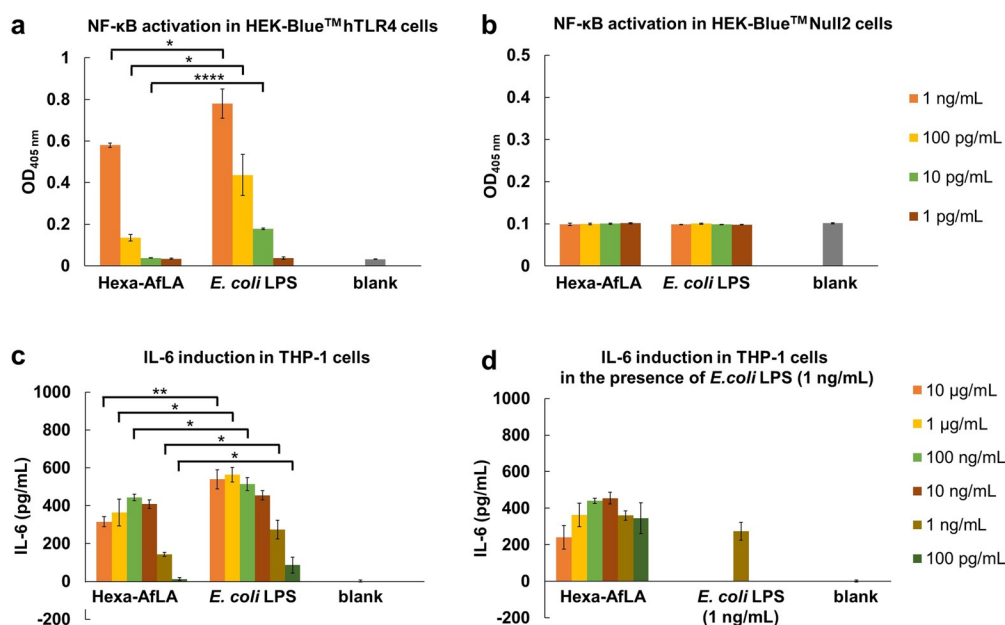 a
NF-κB activation in HEK-Blue™ hTLR4 cells
1
0.8
0.6
0.4
0.2
0
OD405 nm
*
*
****
Hexa-AfLA
E. coli LPS
blank
b
NF-κB activation in HEK-Blue™ Null2 cells
0.5
0.4
0.3
0.2
0.1
0
OD405 nm
Hexa-AfLA
E. coli LPS
blank
1 ng/mL
100 pg/mL
10 pg/mL
1 pg/mL
c
IL-6 induction in THP-1 cells
1000
800
600
400
200
0
-200
IL-6 (pg/mL)
**
*
*
*
*
Hexa-AfLA
E. coli LPS
blank
d
IL-6 induction in THP-1 cells
in the presence of E.coli LPS (1 ng/mL)
1000
800
600
400
200
0
-200
IL-6 (pg/mL)
Hexa-AfLA
E. coli LPS
(1 ng/mL)
blank
10 µg/mL
1 µg/mL
100 ng/mL
10 ng/mL
1 ng/mL
100 pg/mL